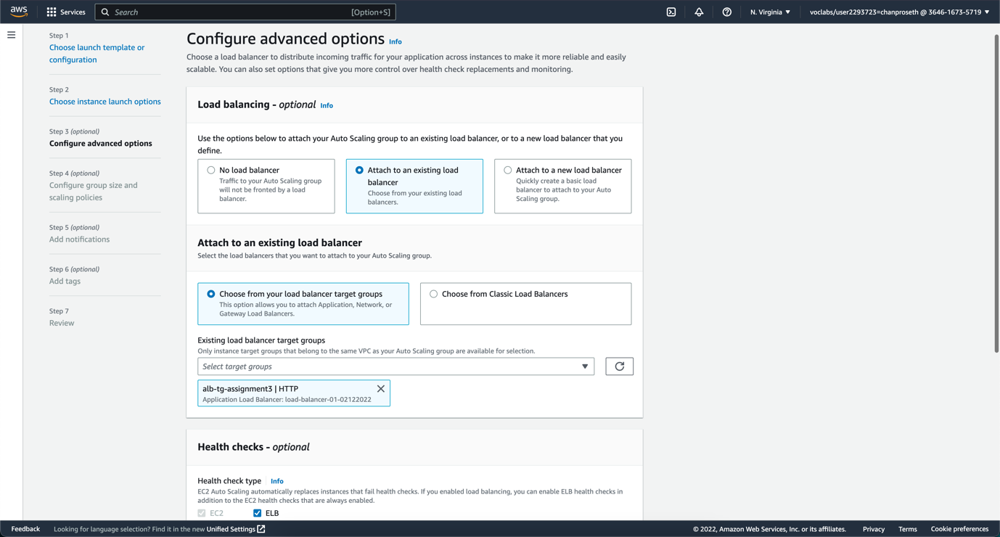 aws
Services
Search
[Option+S]
N. Virginia
voclabs/user2293723=chanproseth @ 3646-1673-5719
Step 1
Choose launch template or
configuration
Step 2
Choose instance launch options
Step 3 (optional)
Configure advanced options
Step 4 (optional)
Configure group size and
scaling policies
Step 5 (optional)
Add notifications
Step 6 (optional)
Add tags
Step 7
Review
Configure advanced options Info
Choose a load balancer to distribute incoming traffic for your application across instances to make it more reliable and easily
scalable. You can also set options that give you more control over health check replacements and monitoring.
Load balancing - optional Info
Use the options below to attach your Auto Scaling group to an existing load balancer, or to a new load balancer that you
define.
No load balancer
Traffic to your Auto Scaling group
will not be fronted by a load
balancer.
Attach to an existing load
balancer
Choose from your existing load
balancers.
Attach to a new load balancer
Quickly create a basic load
balancer to attach to your Auto
Scaling group.
Attach to an existing load balancer
Select the load balancers that you want to attach to your Auto Scaling group.
Choose from your load balancer target groups
This option allows you to attach Application, Network, or
Gateway Load Balancers.
Choose from Classic Load Balancers
Existing load balancer target groups
Only instance target groups that belong to the same VPC as your Auto Scaling group are available for selection.
Select target groups
alb-tg-assignment3 | HTTP
Application Load Balancer: load-balancer-01-02122022
Health checks - optional
Health check type Info
EC2 Auto Scaling automatically replaces instances that fail health checks. If you enabled load balancing, you can enable ELB health checks in
addition to the EC2 health checks that are always enabled.
EC2
ELB
Feedback
Looking for language selection? Find it in the new Unified Settings
© 2022, Amazon Web Services, Inc. or its affiliates.
Privacy
Terms
Cookie preferences